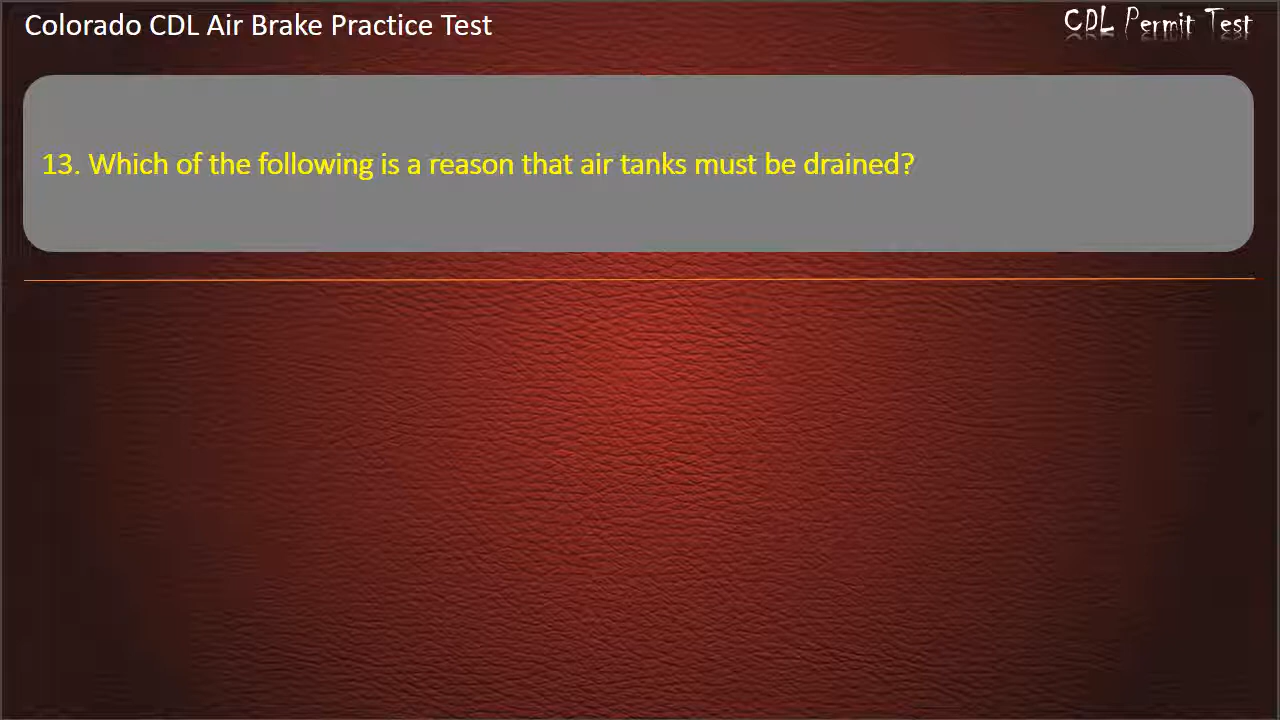 Colorado CDL Air Brake Practice Test
CDL Permit Test
13. Which of the following is a reason that air tanks must be drained?